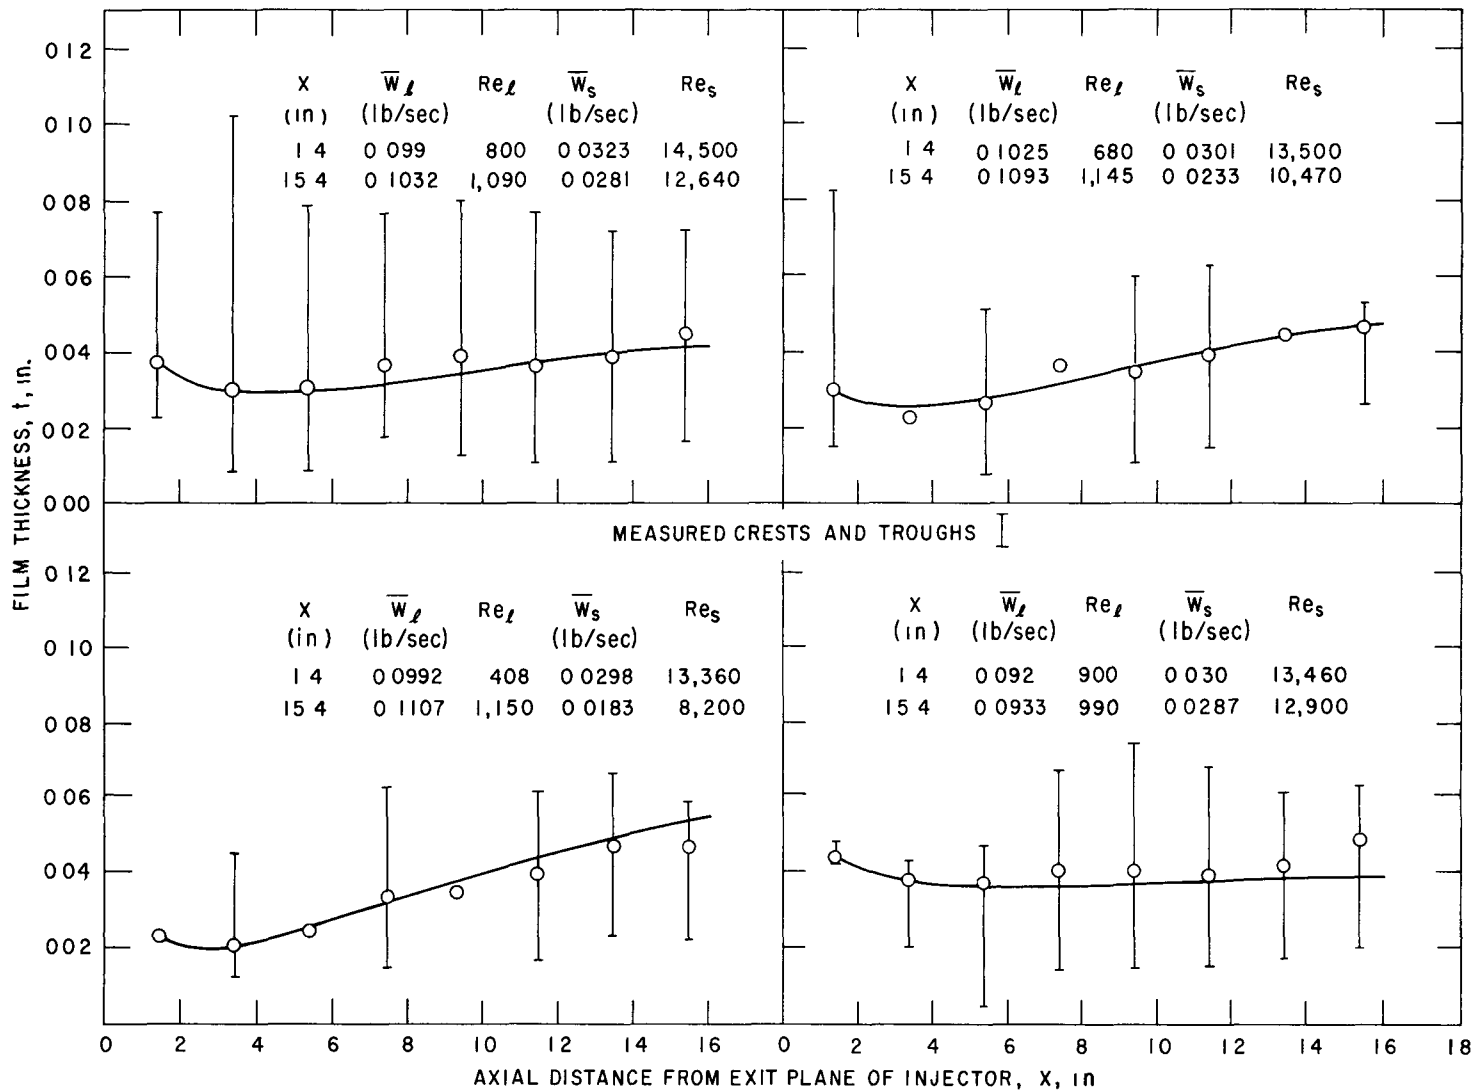 0 12
0 10
0 08
0 06
0 04
0 02
0 00
X W̅ℓ Reℓ W̅s Res
(in) (lb/sec) (lb/sec)
1 4 0 099 800 0 0323 14,500
15 4 0 1032 1,090 0 0281 12,640
X W̅ℓ Reℓ W̅s Res
(in) (lb/sec) (lb/sec)
1 4 0 1025 680 0 0301 13,500
15 4 0 1093 1,145 0 0233 10,470
FILM THICKNESS, t, in.
MEASURED CRESTS AND TROUGHS
0 12
0 10
0 08
0 06
0 04
0 02
X W̅ℓ Reℓ W̅s Res
(in) (lb/sec) (lb/sec)
1 4 0 0992 408 0 0298 13,360
15 4 0 1107 1,150 0 0183 8,200
X W̅ℓ Reℓ W̅s Res
(in) (lb/sec) (lb/sec)
1 4 0 092 900 0 030 13,460
15 4 0 0933 990 0 0287 12,900
0 2 4 6 8 10 12 14 16 0 2 4 6 8 10 12 14 16 18
AXIAL DISTANCE FROM EXIT PLANE OF INJECTOR, X, in